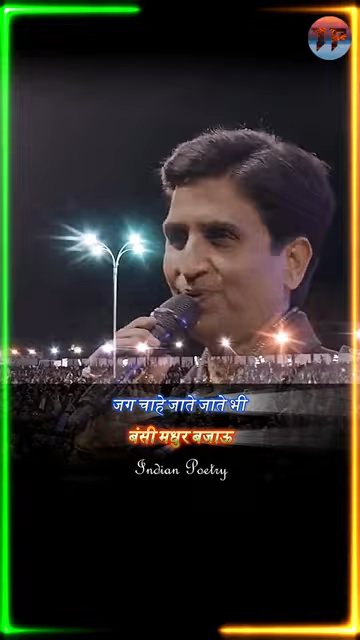 जग चाहे जाते जाते भी
बंसी मधुर बजाऊ
Indian Poetry